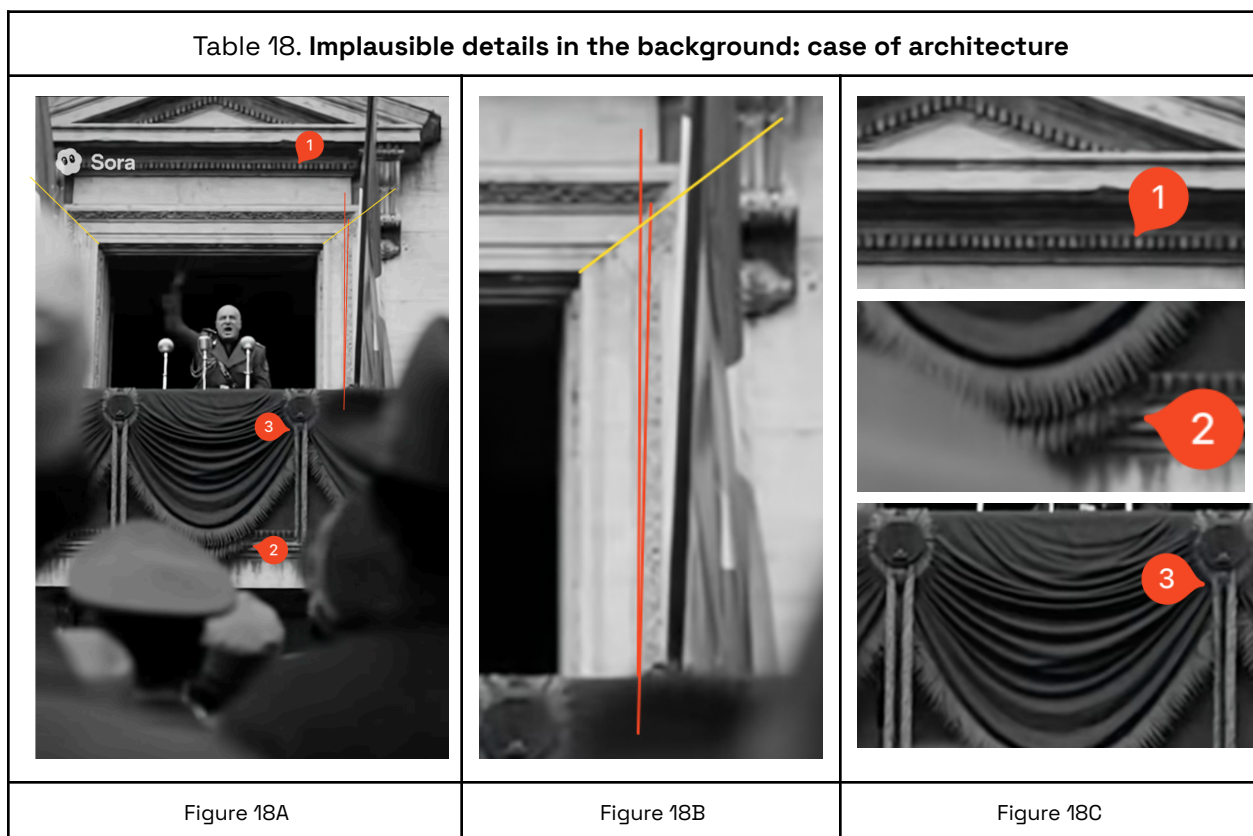 Table 18. Implausible details in the background: case of architecture
Sora
1
3
2
1
2
3
Figure 18A
Figure 18B
Figure 18C